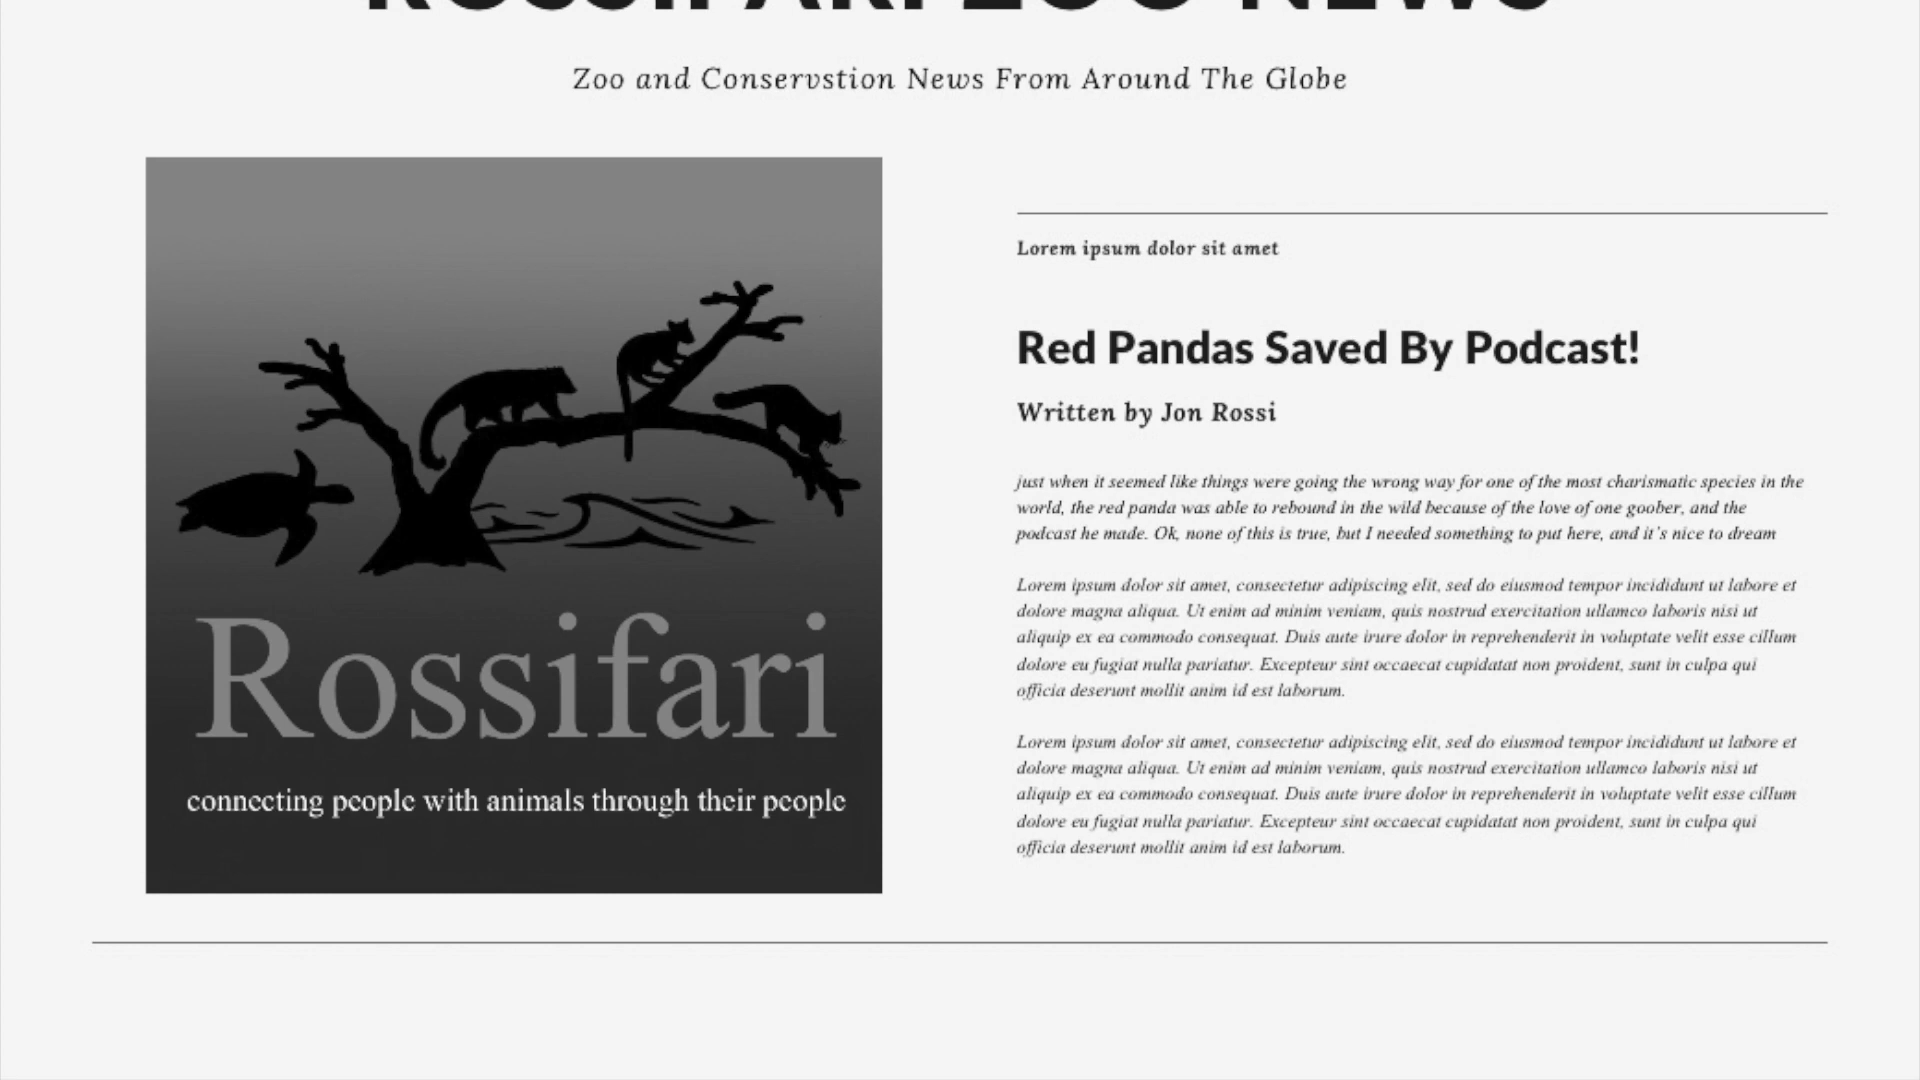 ROSSIFARI ZOO NEWS
Zoo and Conservstion News From Around The Globe
Rossifari
connecting people with animals through their people
Lorem ipsum dolor sit amet
Red Pandas Saved By Podcast!
Written by Jon Rossi
just when it seemed like things were going the wrong way for one of the most charismatic species in the
world, the red panda was able to rebound in the wild because of the love of one goober, and the
podcast he made. Ok, none of this is true, but I needed something to put here, and it's nice to dream
Lorem ipsum dolor sit amet, consectetur adipiscing elit, sed do eiusmod tempor incididunt ut labore et
dolore magna aliqua. Ut enim ad minim veniam, quis nostrud exercitation ullamco laboris nisi ut
aliquip ex ea commodo consequat. Duis aute irure dolor in reprehenderit in voluptate velit esse cillum
dolore eu fugiat nulla pariatur. Excepteur sint occaecat cupidatat non proident, sunt in culpa qui
officia deserunt mollit anim id est laborum.
Lorem ipsum dolor sit amet, consectetur adipiscing elit, sed do eiusmod tempor incididunt ut labore et
dolore magna aliqua. Ut enim ad minim veniam, quis nostrud exercitation ullamco laboris nisi ut
aliquip ex ea commodo consequat. Duis aute irure dolor in reprehenderit in voluptate velit esse cillum
dolore eu fugiat nulla pariatur. Excepteur sint occaecat cupidatat non proident, sunt in culpa qui
officia deserunt mollit anim id est laborum.